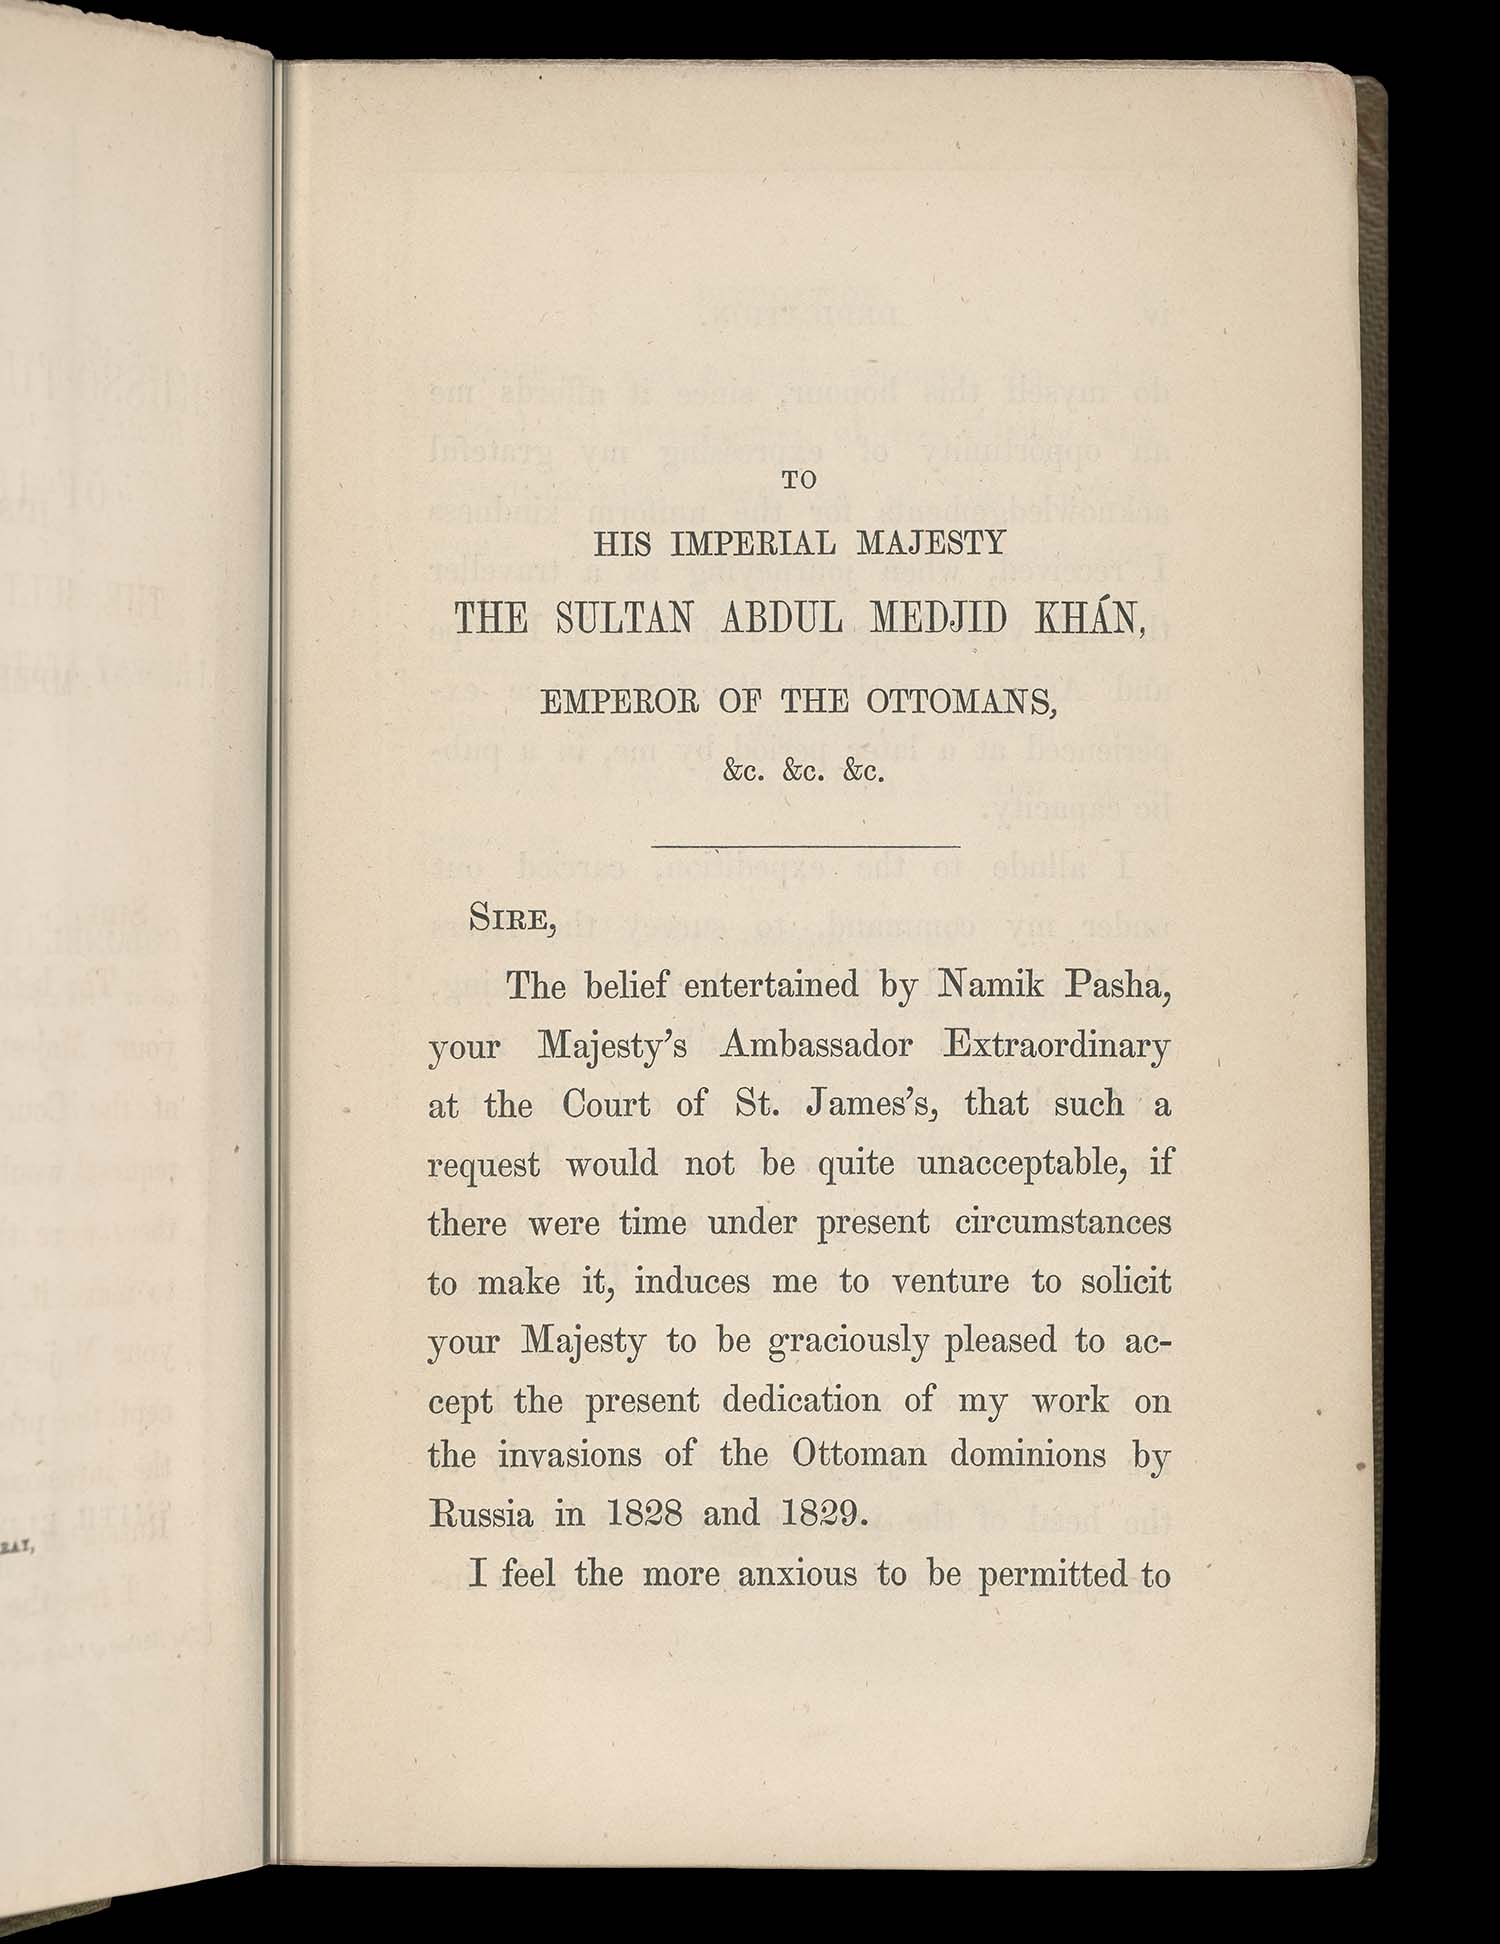 TO
HIS IMPERIAL MAJESTY
THE SULTAN ABDUL MEDJID KHÁN,
EMPEROR OF THE OTTOMANS,
&c. &c. &c.
SIRE,
The belief entertained by Namik Pasha,
your Majesty's Ambassador Extraordinary
at the Court of St. James's, that such a
request would not be quite unacceptable, if
there were time under present circumstances
to make it, induces me to venture to solicit
your Majesty to be graciously pleased to ac-
cept the present dedication of my work on
the invasions of the Ottoman dominions by
Russia in 1828 and 1829.
I feel the more anxious to be permitted to